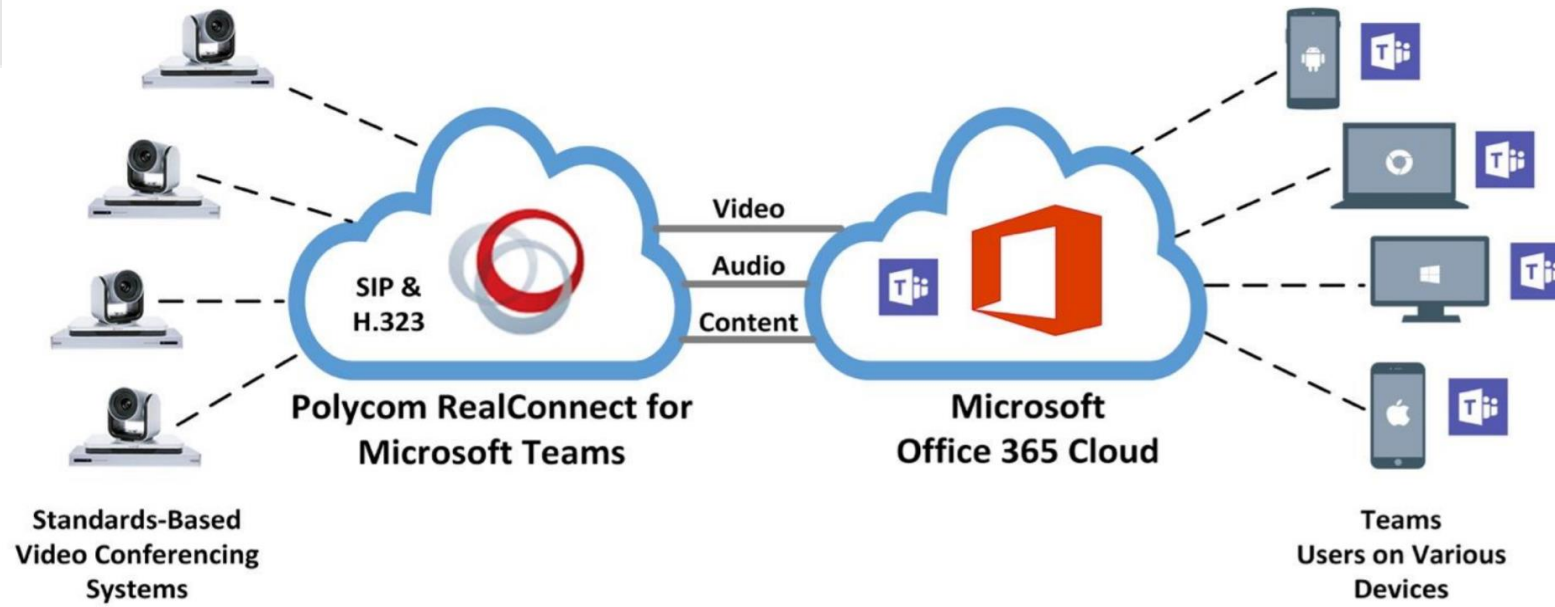 Video
Audio
Content
SIP &
H.323
Polycom RealConnect for
Microsoft Teams
Microsoft
Office 365 Cloud
Standards-Based
Video Conferencing
Systems
Teams
Users on Various
Devices
T
T
T
T
T